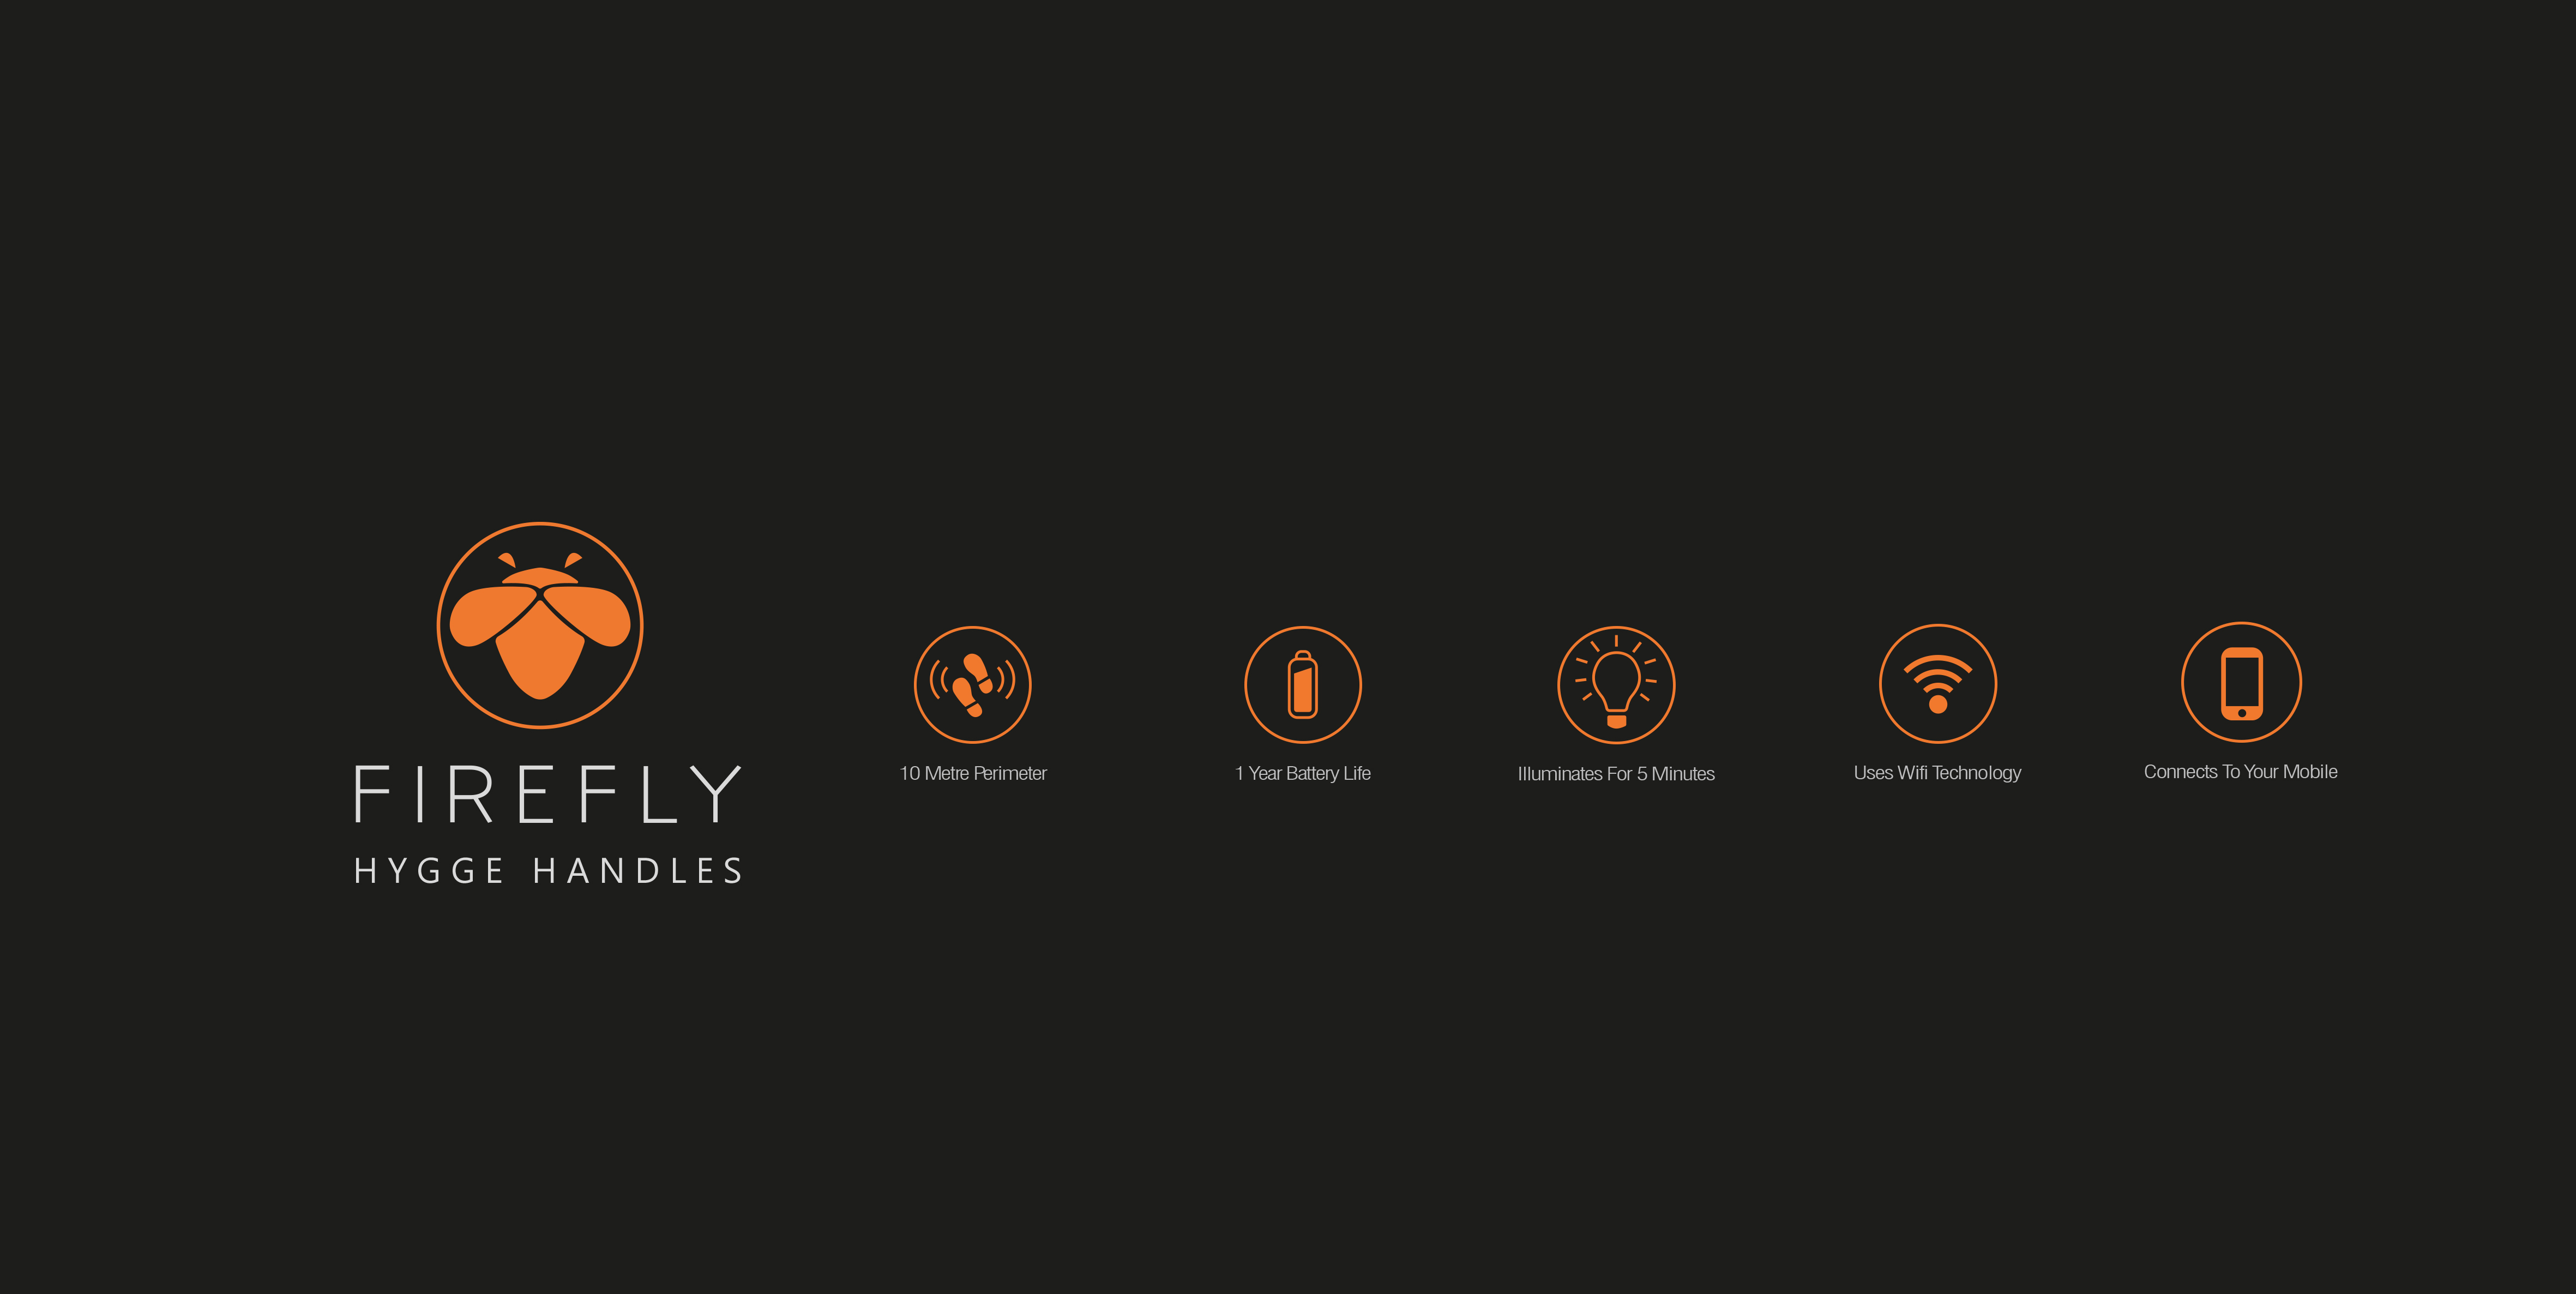 FIREFLY
HYGGE HANDLES
10 Metre Perimeter
1 Year Battery Life
Illuminates For 5 Minutes
Uses Wifi Technology
Connects To Your Mobile